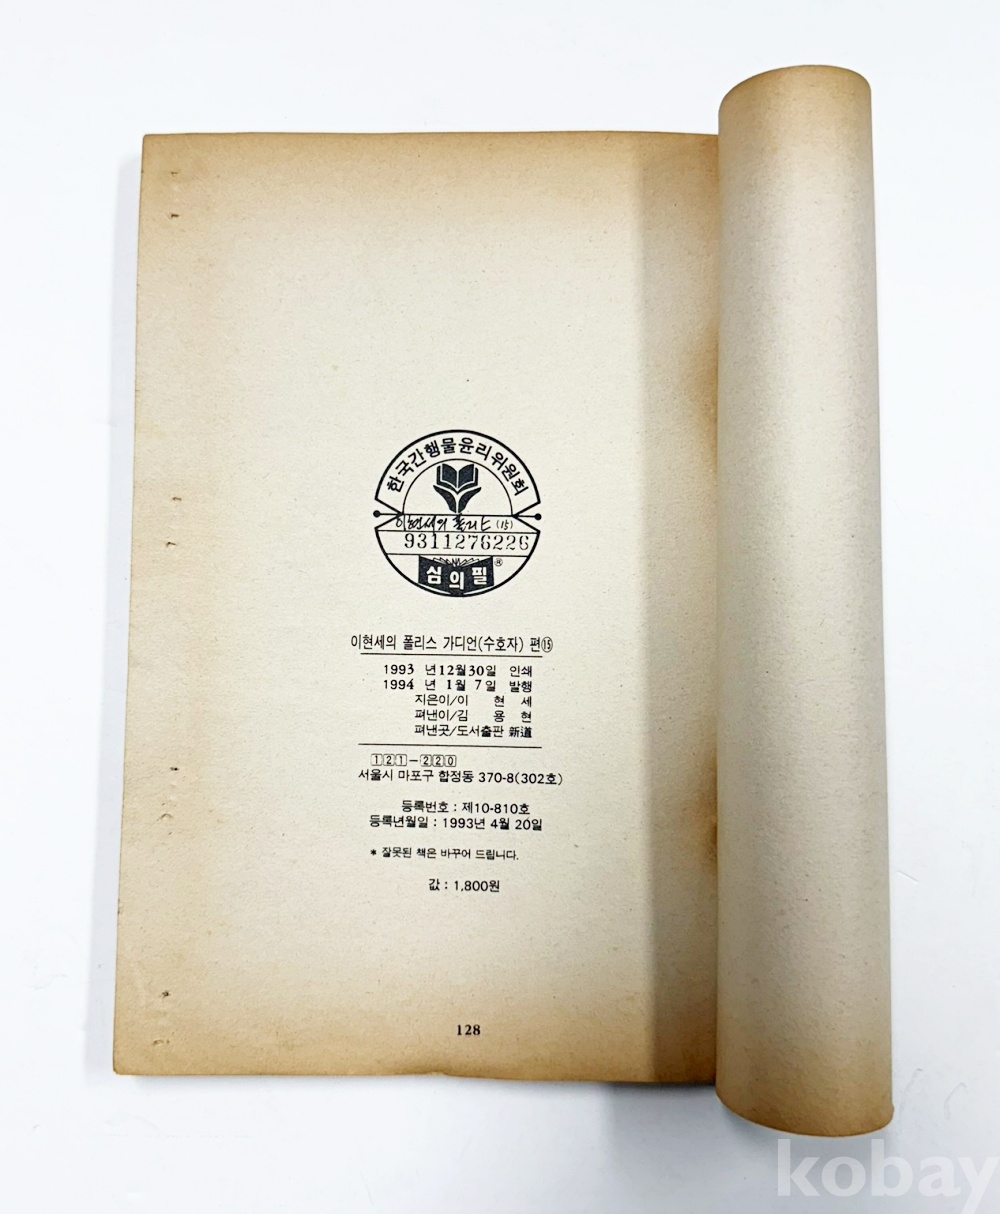 한국간행물윤리위원회
이현세의 폴리스 (15)
9311276226
심의필 ®
이현세의 폴리스 가디언(수호자) 편⑮
1993 년 12월 30일 인쇄
1994 년 1월 7일 발행
지은이/이 현 세
펴낸이/김 용 현
펴낸곳/도서출판 新道
121-220
서울시 마포구 합정동 370-8(302호)
등록번호 : 제10-810호
등록년월일 : 1993년 4월 20일
* 잘못된 책은 바꾸어 드립니다.
값 : 1,800원
128
kobay